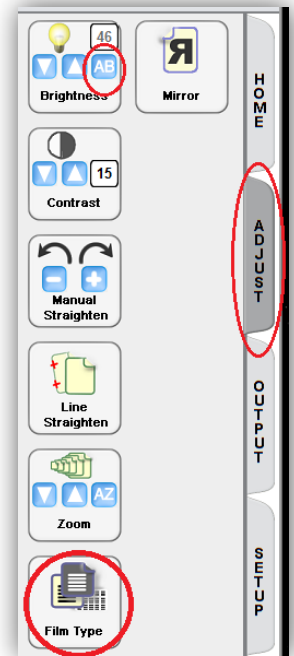 46
AB
Brightness
Я
Mirror
15
Contrast
Manual
Straighten
Line
Straighten
AZ
Zoom
Film Type
HOME
ADJUST
OUTPUT
SETUP